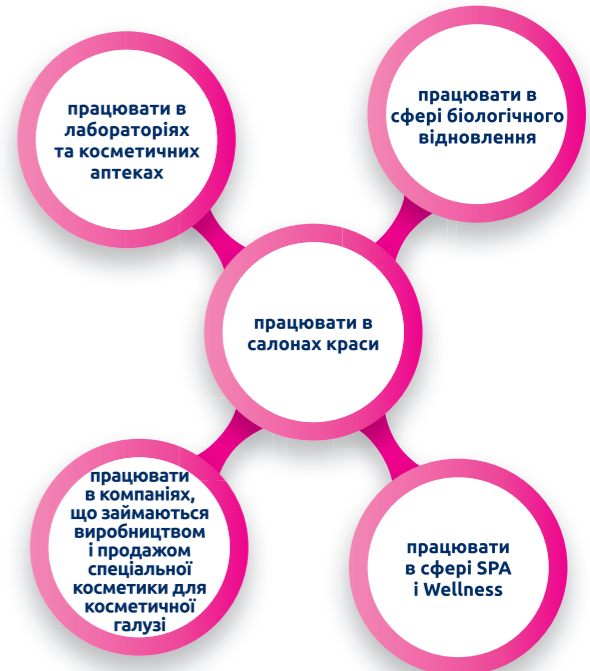 працювати в
лабораторіях
та косметичних
аптеках
працювати в
сфері біологічного
відновлення
працювати в
салонах краси
працювати
в компаніях,
що займаються
виробництвом
і продажом
спеціальної
косметики для
косметичної
галузі
працювати
в сфері SPA
і Wellness